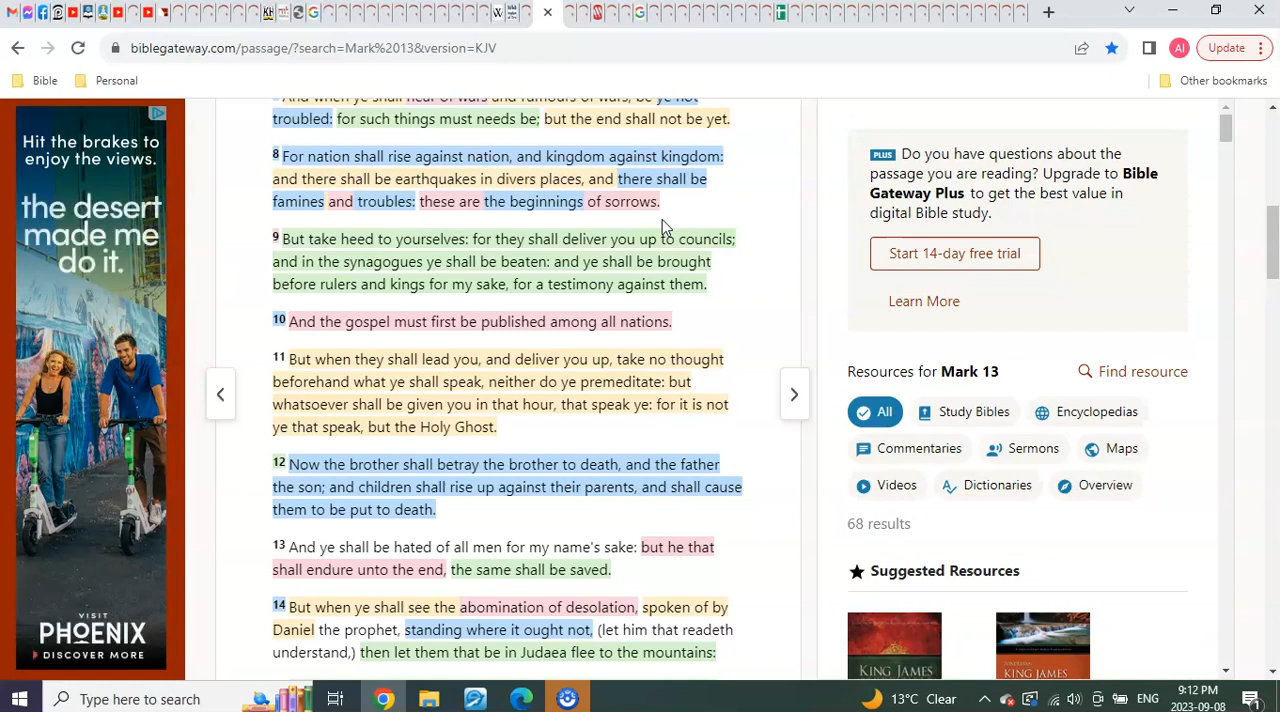 biblegateway.com/passage/?search=Mark%2013&version=KJV
Update
Bible
Personal
Other bookmarks
And when ye shall hear of wars and rumours of wars, be ye not
troubled: for such things must needs be; but the end shall not be yet.
8 For nation shall rise against nation, and kingdom against kingdom:
and there shall be earthquakes in divers places, and there shall be
famines and troubles: these are the beginnings of sorrows.
9 But take heed to yourselves: for they shall deliver you up to councils;
and in the synagogues ye shall be beaten: and ye shall be brought
before rulers and kings for my sake, for a testimony against them.
10 And the gospel must first be published among all nations.
11 But when they shall lead you, and deliver you up, take no thought
beforehand what ye shall speak, neither do ye premeditate: but
whatsoever shall be given you in that hour, that speak ye: for it is not
ye that speak, but the Holy Ghost.
12 Now the brother shall betray the brother to death, and the father
the son; and children shall rise up against their parents, and shall cause
them to be put to death.
13 And ye shall be hated of all men for my name's sake: but he that
shall endure unto the end, the same shall be saved.
14 But when ye shall see the abomination of desolation, spoken of by
Daniel the prophet, standing where it ought not, (let him that readeth
understand,) then let them that be in Judaea flee to the mountains:
Hit the brakes to
enjoy the views.
the desert
made me
do it.
VISIT
PHOENIX
DISCOVER MORE
PLUS Do you have questions about the
passage you are reading? Upgrade to Bible
Gateway Plus to get the best value in
digital Bible study.
Start 14-day free trial
Learn More
Resources for Mark 13
Find resource
All
Study Bibles
Encyclopedias
Commentaries
Sermons
Maps
Videos
Dictionaries
Overview
68 results
Suggested Resources
KING JAMES
KING JAMES
Type here to search
13°C Clear
ENG
9:12 PM
2023-09-08